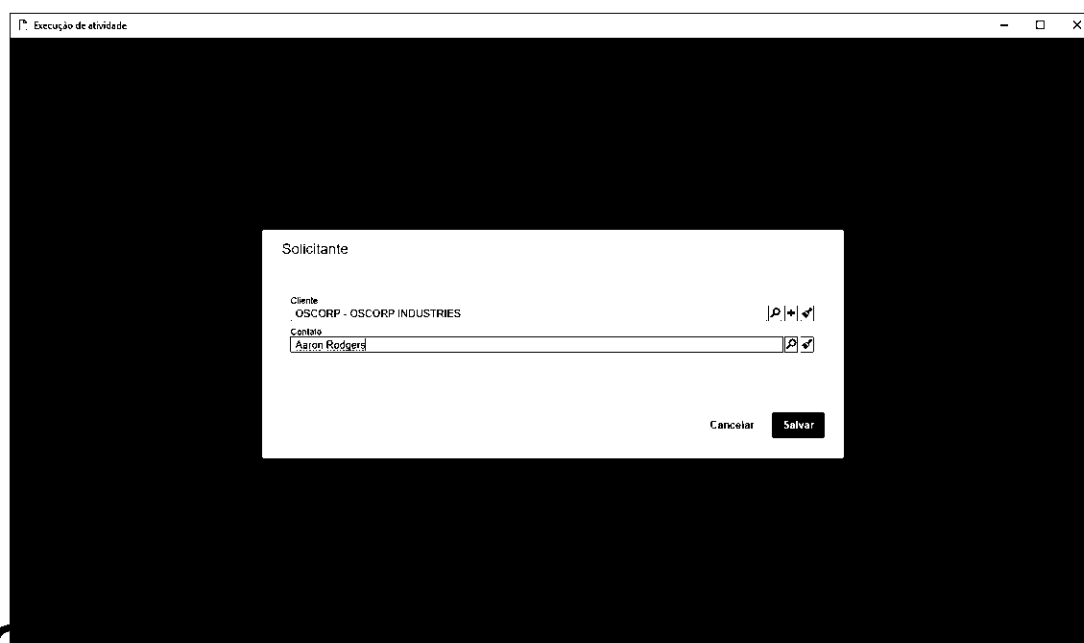 Execução de atividade
Solicitante
Cliente
OSCORP - OSCORP INDUSTRIES
Contato
Aaron Rodgers
Cancelar
Salvar